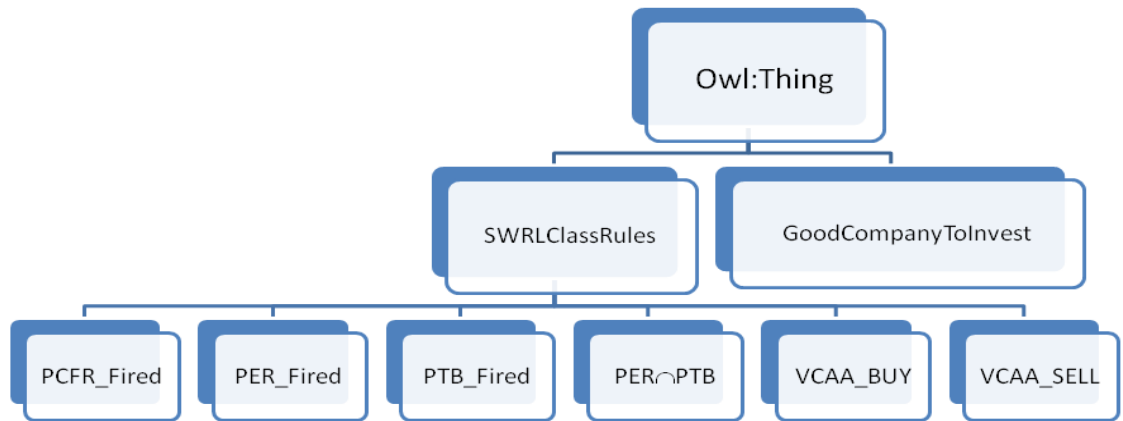 Owl:Thing
SWRLClassRules
GoodCompanyToInvest
PCFR_Fired
PER_Fired
PTB_Fired
PER∩PTB
VCAA_BUY
VCAA_SELL